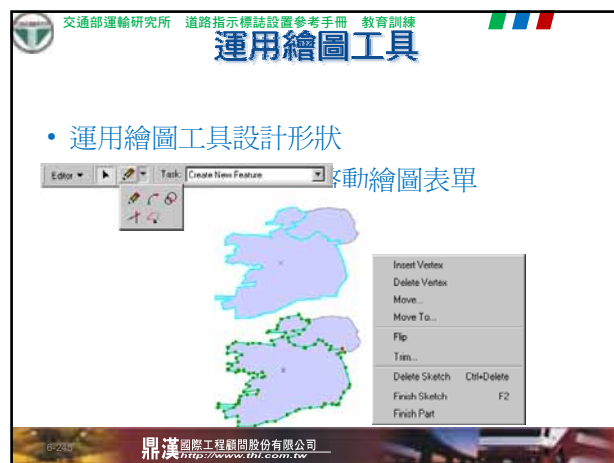 交通部運輸研究所 道路指示標誌設置參考手冊 教育訓練
運用繪圖工具
• 運用繪圖工具設計形狀
Editor Task: Create New Feature
動繪圖表單
Insert Vertex
Delete Vertex
Move...
Move To...
Flip
Trim...
Delete Sketch Ctrl+Delete
Finish Sketch F2
Finish Part
6-245
鼎漢國際工程顧問股份有限公司
http://www.thi.com.tw